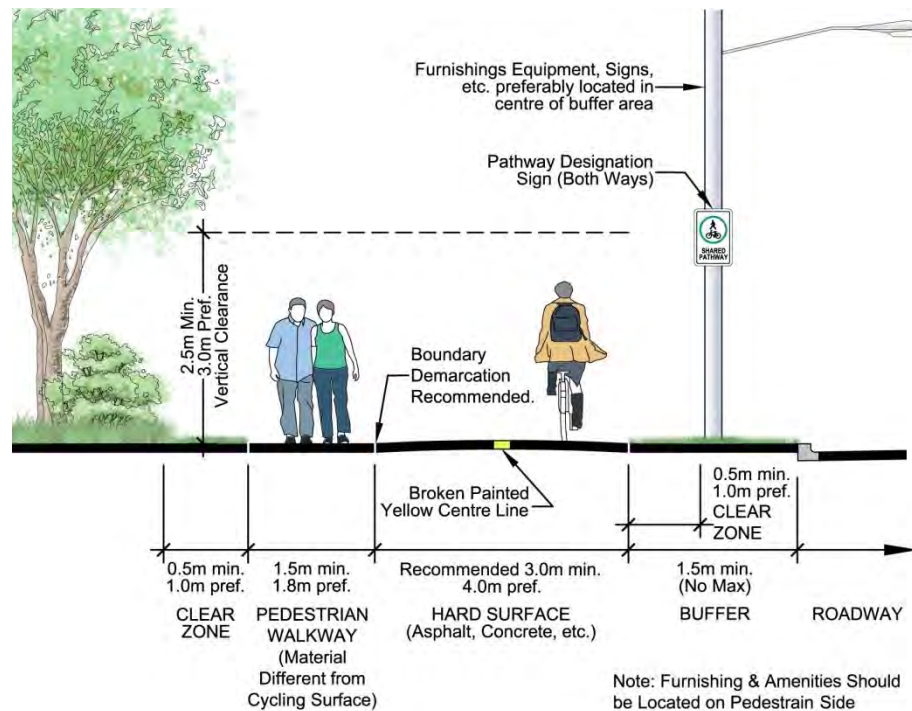 Furnishings Equipment, Signs,
etc. preferably located in
centre of buffer area
Pathway Designation
Sign (Both Ways)
SHARED
PATHWAY
2.5m Min.
3.0m Pref.
Vertical Clearance
Boundary
Demarcation
Recommended.
Broken Painted
Yellow Centre Line
0.5m min.
1.0m pref.
CLEAR
ZONE
0.5m min.
1.0m pref.
CLEAR
ZONE
1.5m min.
1.8m pref.
PEDESTRIAN
WALKWAY
(Material
Different from
Cycling Surface)
Recommended 3.0m min.
4.0m pref.
HARD SURFACE
(Asphalt, Concrete, etc.)
1.5m min.
(No Max)
BUFFER
ROADWAY
Note: Furnishing & Amenities Should
be Located on Pedestrain Side